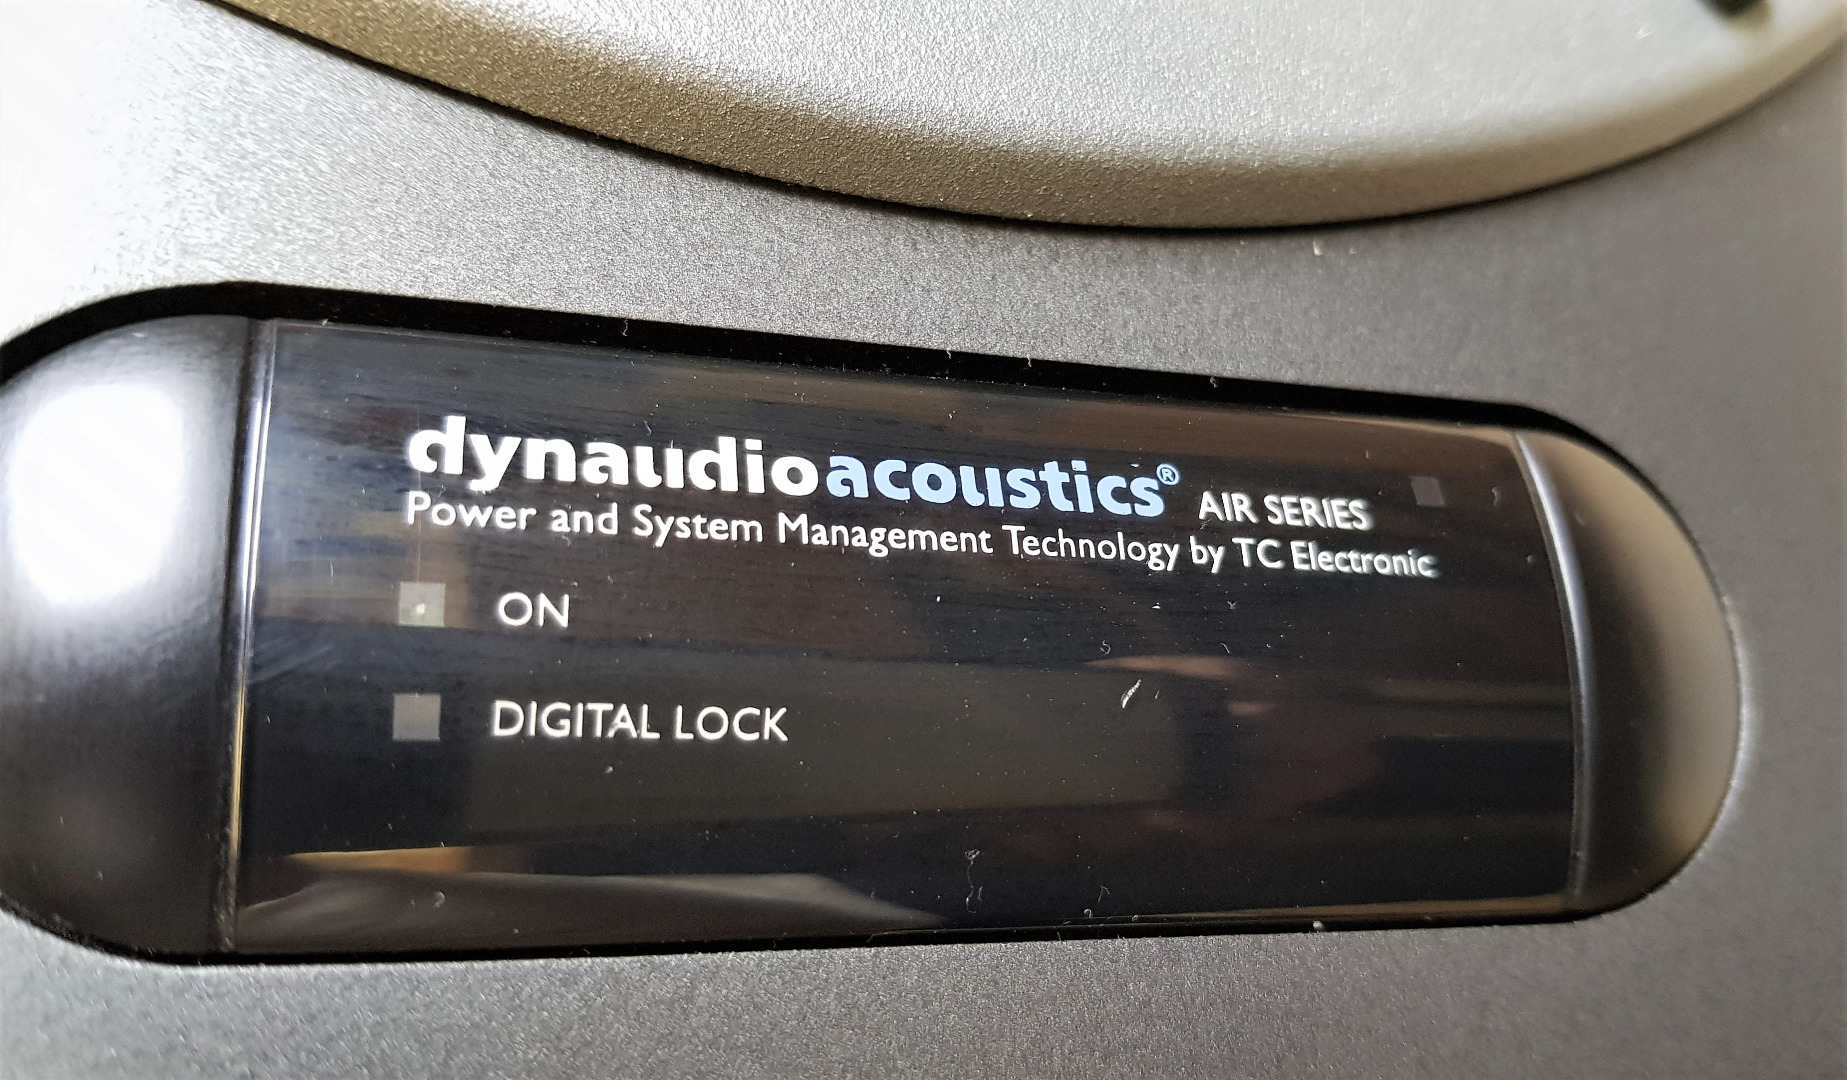 dynaudioacoustics® AIR SERIES
Power and System Management Technology by TC Electronic
ON
DIGITAL LOCK